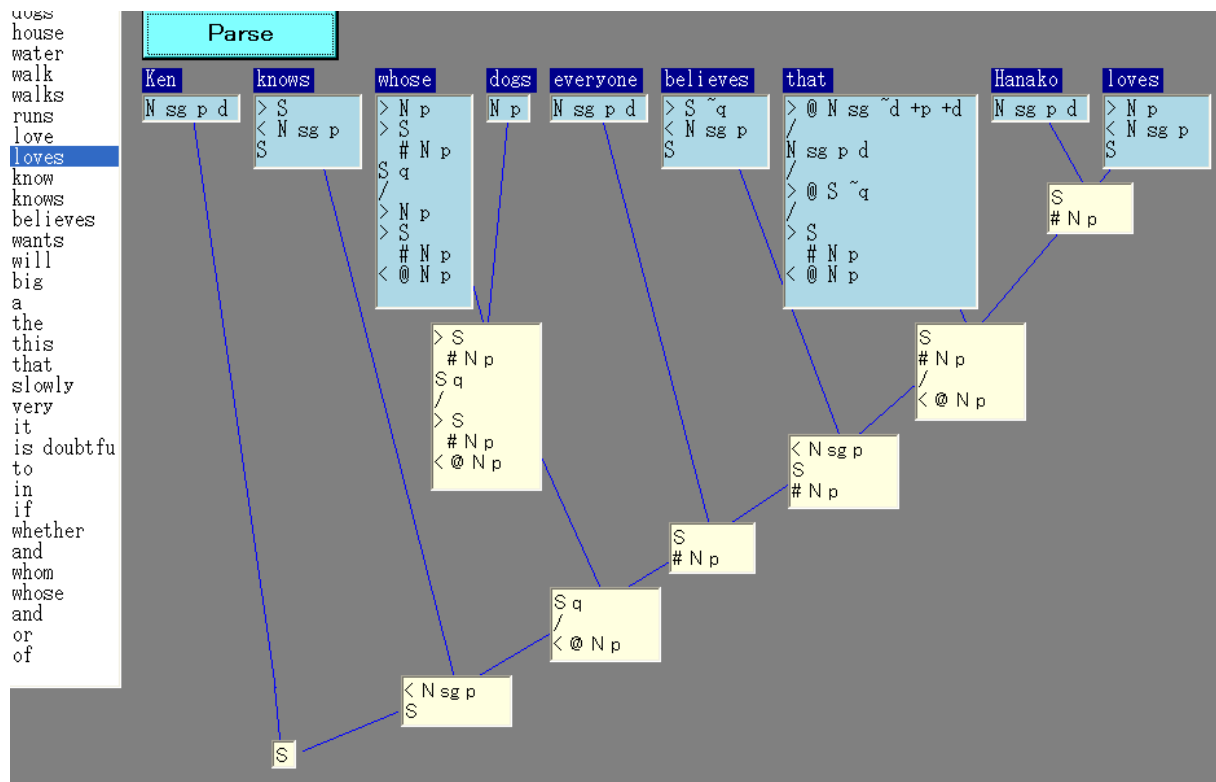 dogs
house
water
walk
walks
runs
love
loves
know
knows
believes
wants
will
big
a
the
this
that
slowly
very
it
is doubtfu
to
in
if
whether
and
whom
whose
and
or
of
Parse
Ken
N sg p d
knows
> S
< N sg p
S
whose
> N p
> S
# N p
S q
/
> N p
> S
# N p
< @ N p
dogs
N p
everyone
N sg p d
believes
> S ~q
< N sg p
S
that
> @ N sg ~d +p +d
/
N sg p d
/
> @ S ~q
/
> S
# N p
< @ N p
Hanako
N sg p d
loves
> N p
< N sg p
S
S
# N p
> S
# N p
S q
/
> S
# N p
< @ N p
S
# N p
/
< @ N p
< N sg p
S
# N p
S
# N p
S q
/
< @ N p
< N sg p
S
S